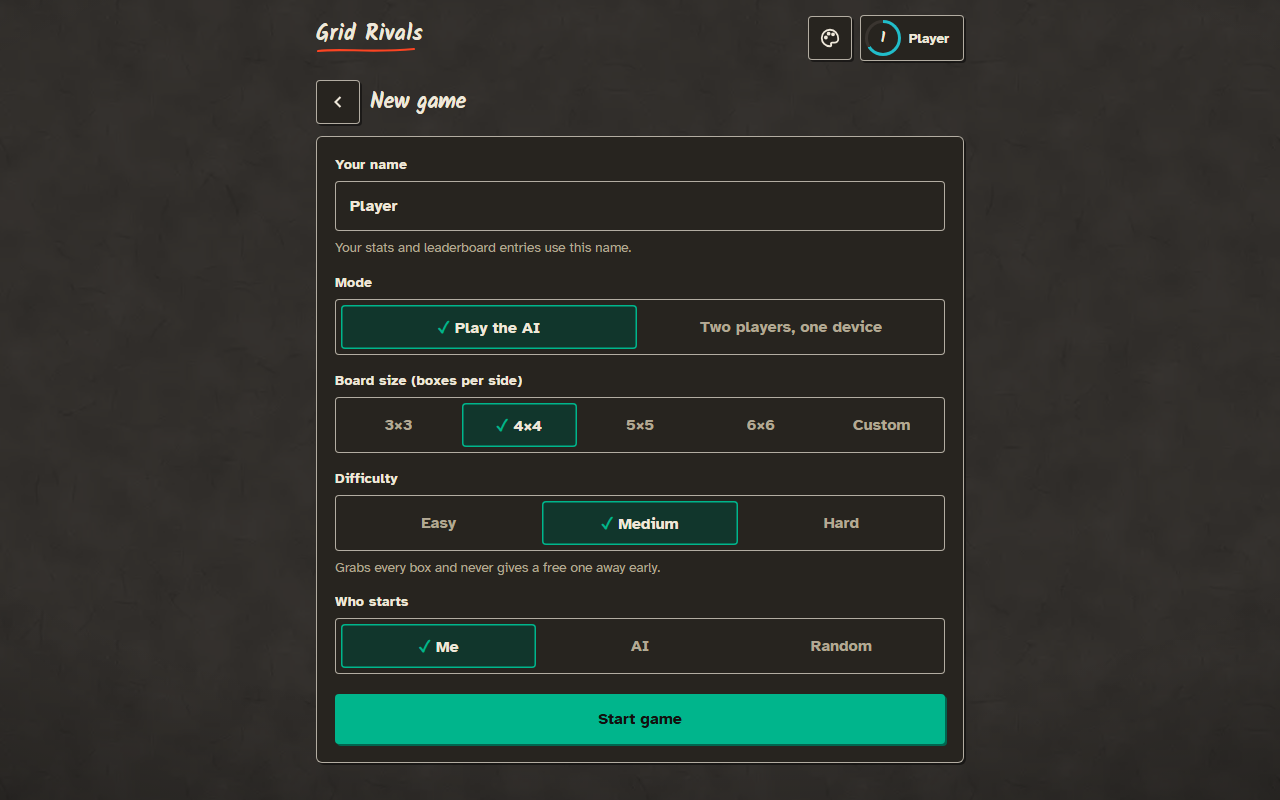 Grid Rivals
1 Player
New game
Your name
Player
Your stats and leaderboard entries use this name.
Mode
✓ Play the AI Two players, one device
Board size (boxes per side)
3×3 ✓ 4×4 5×5 6×6 Custom
Difficulty
Easy ✓ Medium Hard
Grabs every box and never gives a free one away early.
Who starts
✓ Me AI Random
Start game